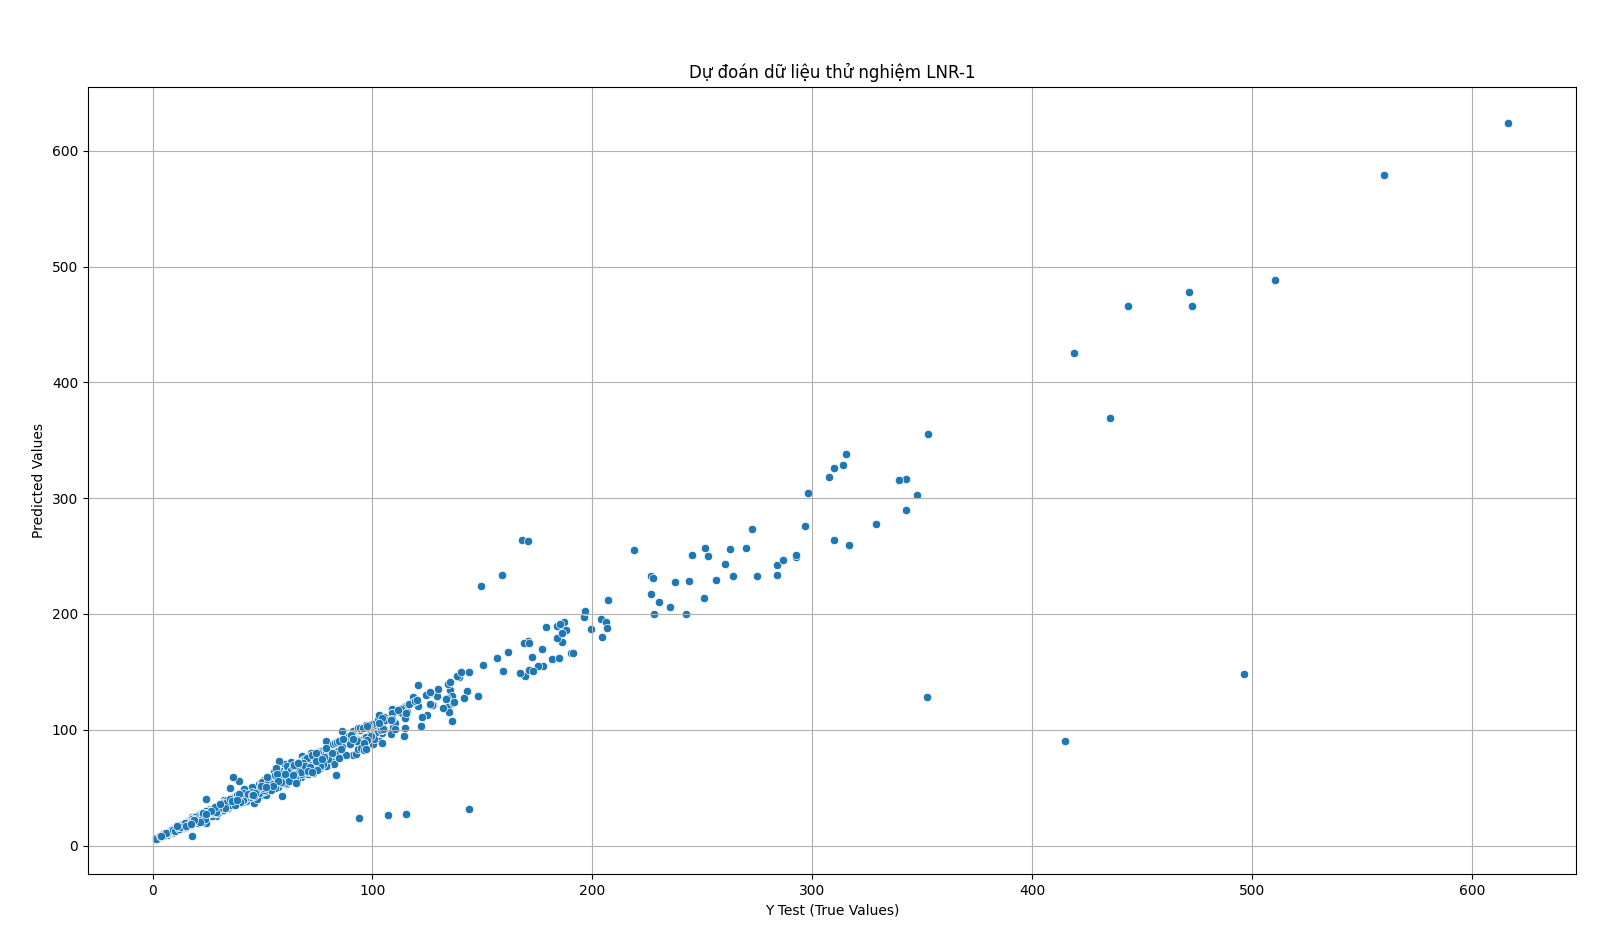 Dự đoán dữ liệu thử nghiệm LNR-1
600
500
400
300
200
100
0
Predicted Values
0 100 200 300 400 500 600
Y Test (True Values)